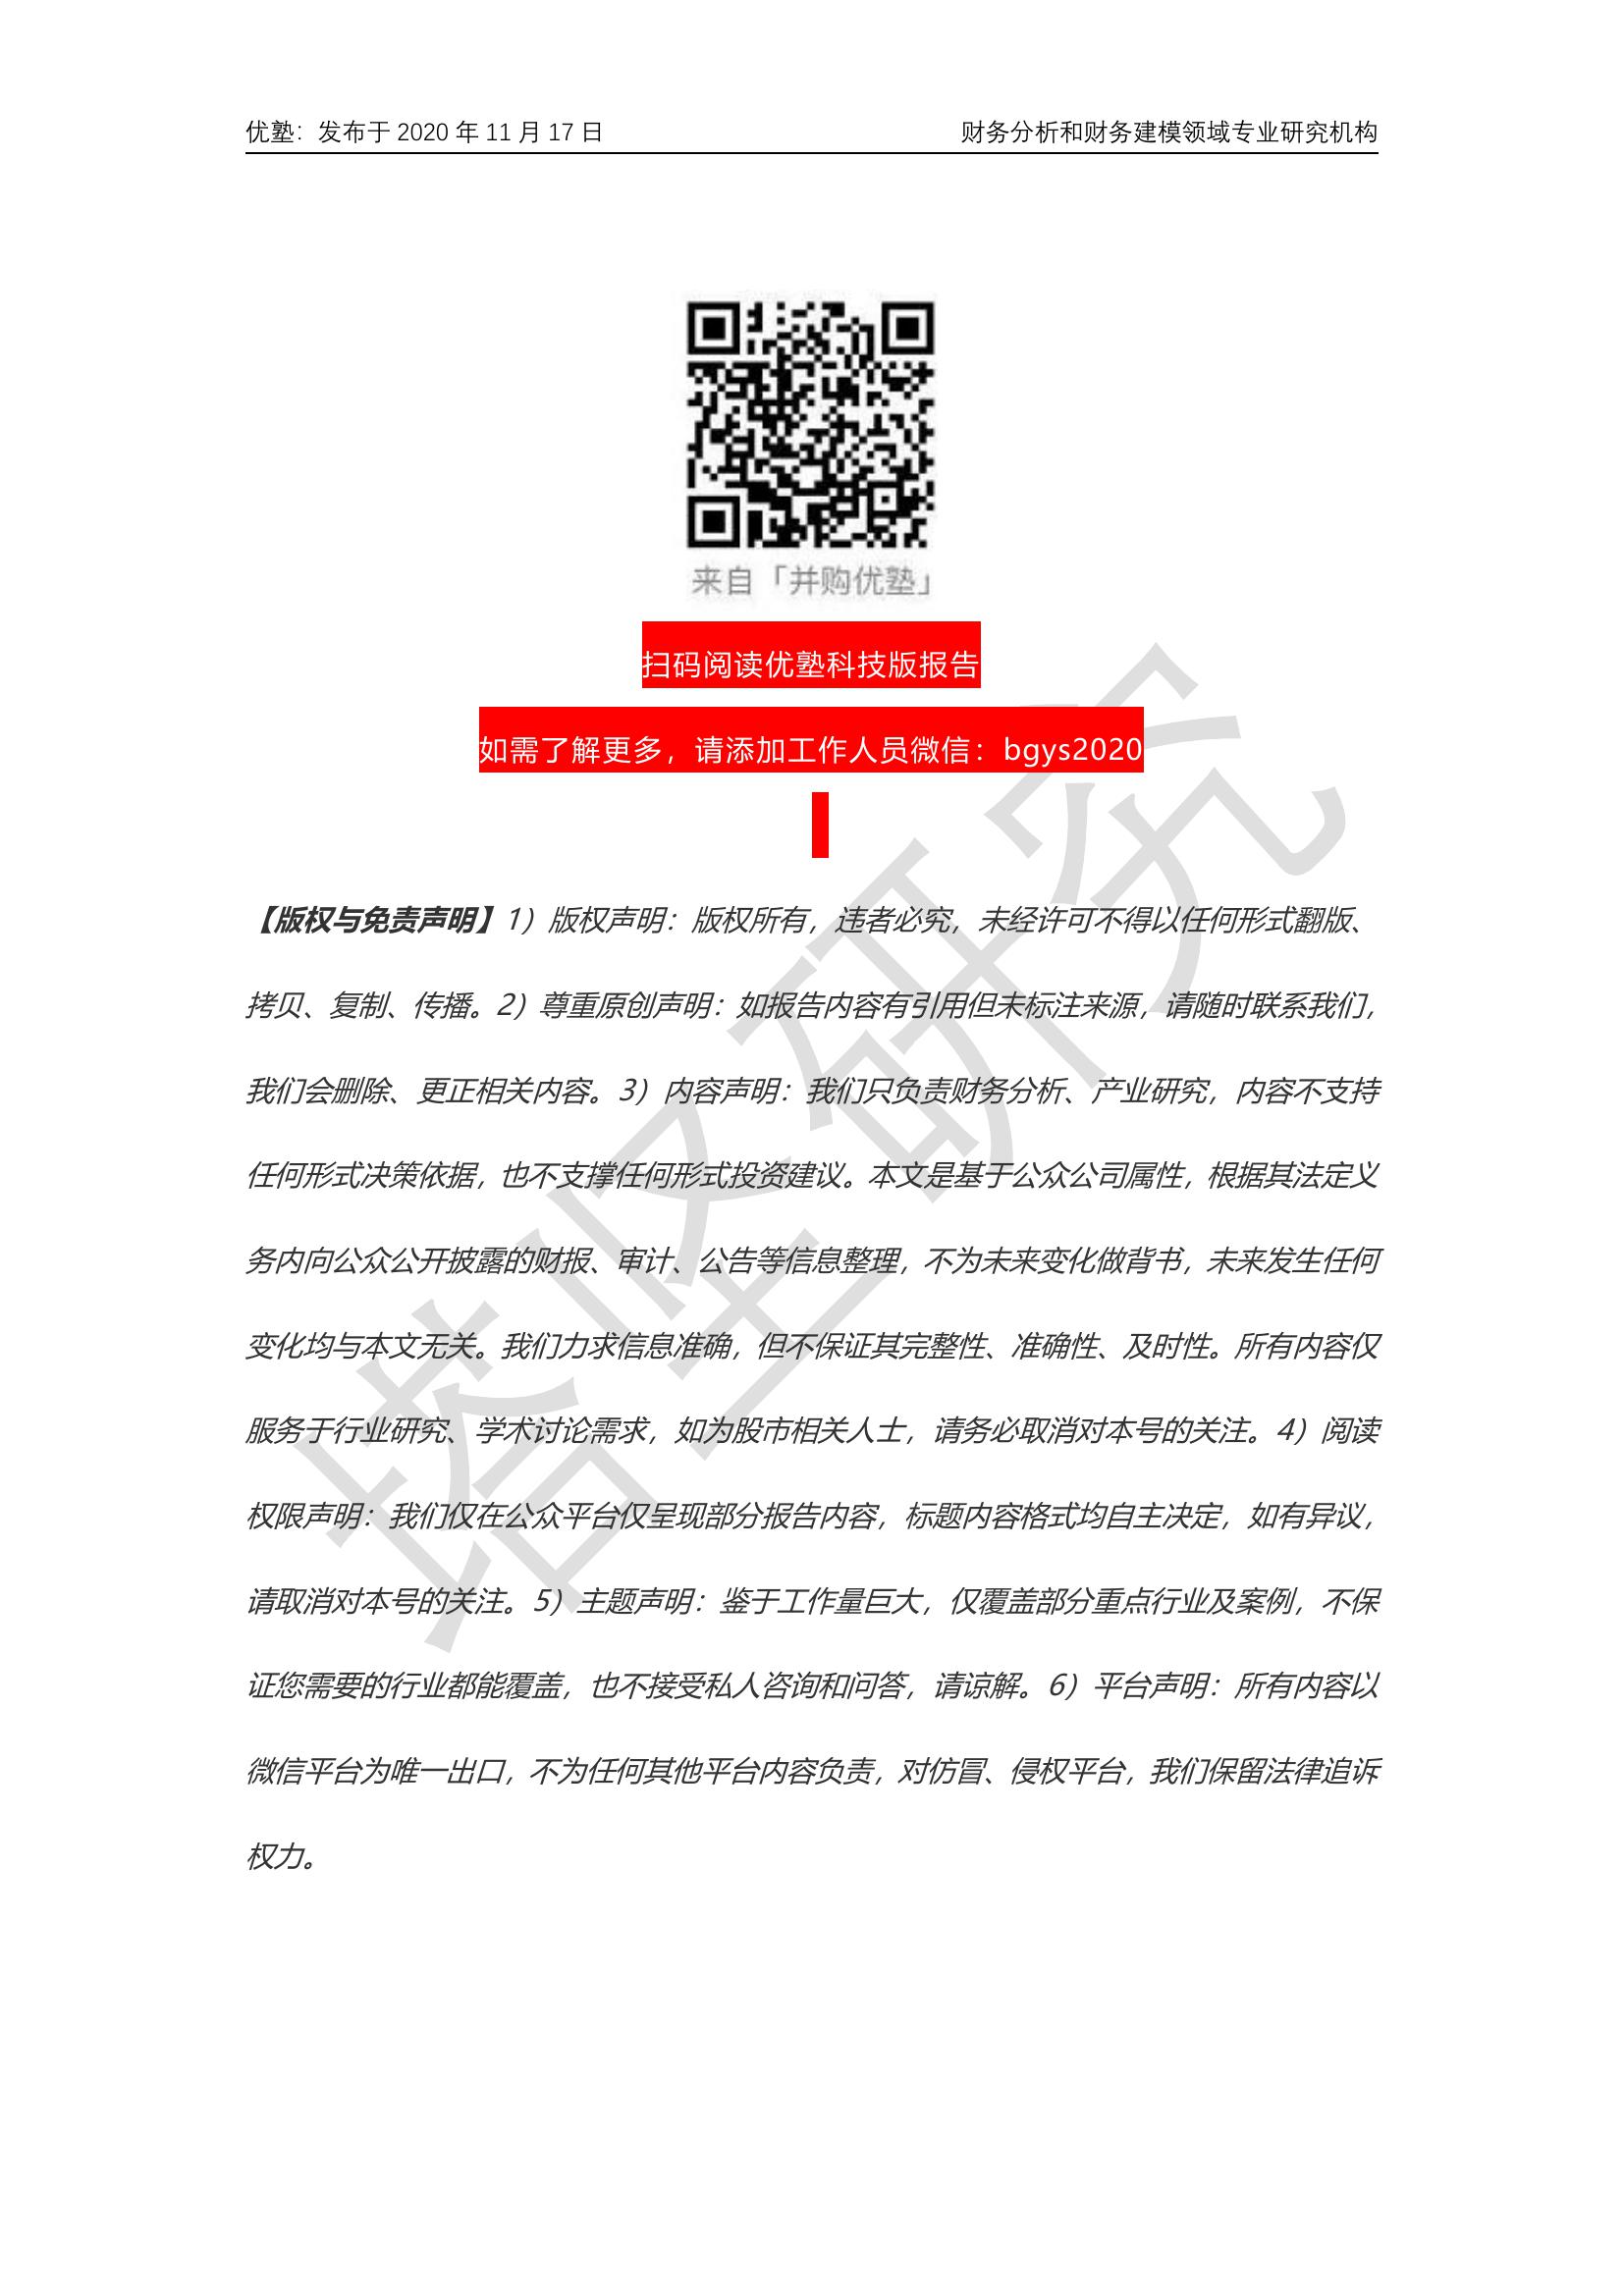 优塾：发布于 2020 年 11 月 17 日 财务分析和财务建模领域专业研究机构
来自「并购优塾」
扫码阅读优塾科技版报告
如需了解更多，请添加工作人员微信：bgys2020
【版权与免责声明】1）版权声明：版权所有，违者必究，未经许可不得以任何形式翻版、
拷贝、复制、传播。2）尊重原创声明：如报告内容有引用但未标注来源，请随时联系我们，
我们会删除、更正相关内容。3）内容声明：我们只负责财务分析、产业研究，内容不支持
任何形式决策依据，也不支撑任何形式投资建议。本文是基于公众公司属性，根据其法定义
务内向公众公开披露的财报、审计、公告等信息整理，不为未来变化做背书，未来发生任何
变化均与本文无关。我们力求信息准确，但不保证其完整性、准确性、及时性。所有内容仅
服务于行业研究、学术讨论需求，如为股市相关人士，请务必取消对本号的关注。4）阅读
权限声明：我们仅在公众平台仅呈现部分报告内容，标题内容格式均自主决定，如有异议，
请取消对本号的关注。5）主题声明：鉴于工作量巨大，仅覆盖部分重点行业及案例，不保
证您需要的行业都能覆盖，也不接受私人咨询和问答，请谅解。6）平台声明：所有内容以
微信平台为唯一出口，不为任何其他平台内容负责，对仿冒、侵权平台，我们保留法律追诉
权力。
塔坚研究